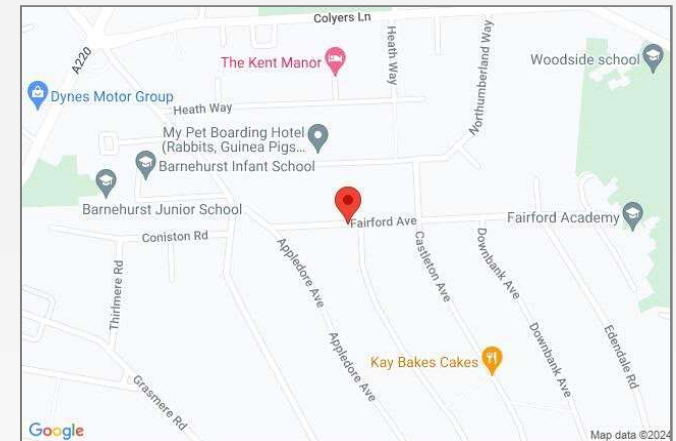 Colyers Ln
A220
The Kent Manor
Heath Way
Northumberland Way
Woodside school
Dynes Motor Group
Heath Way
My Pet Boarding Hotel
(Rabbits, Guinea Pigs...
Barnehurst Infant School
Barnehurst Junior School
Fairford Ave
Fairford Academy
Coniston Rd
Thirlmere Rd
Appledore Ave
Castleton Ave
Downbank Ave
Appledore Ave
Downbank Ave
Edendale Rd
Kay Bakes Cakes
Grasmere Rd
Google
Map data ©2024